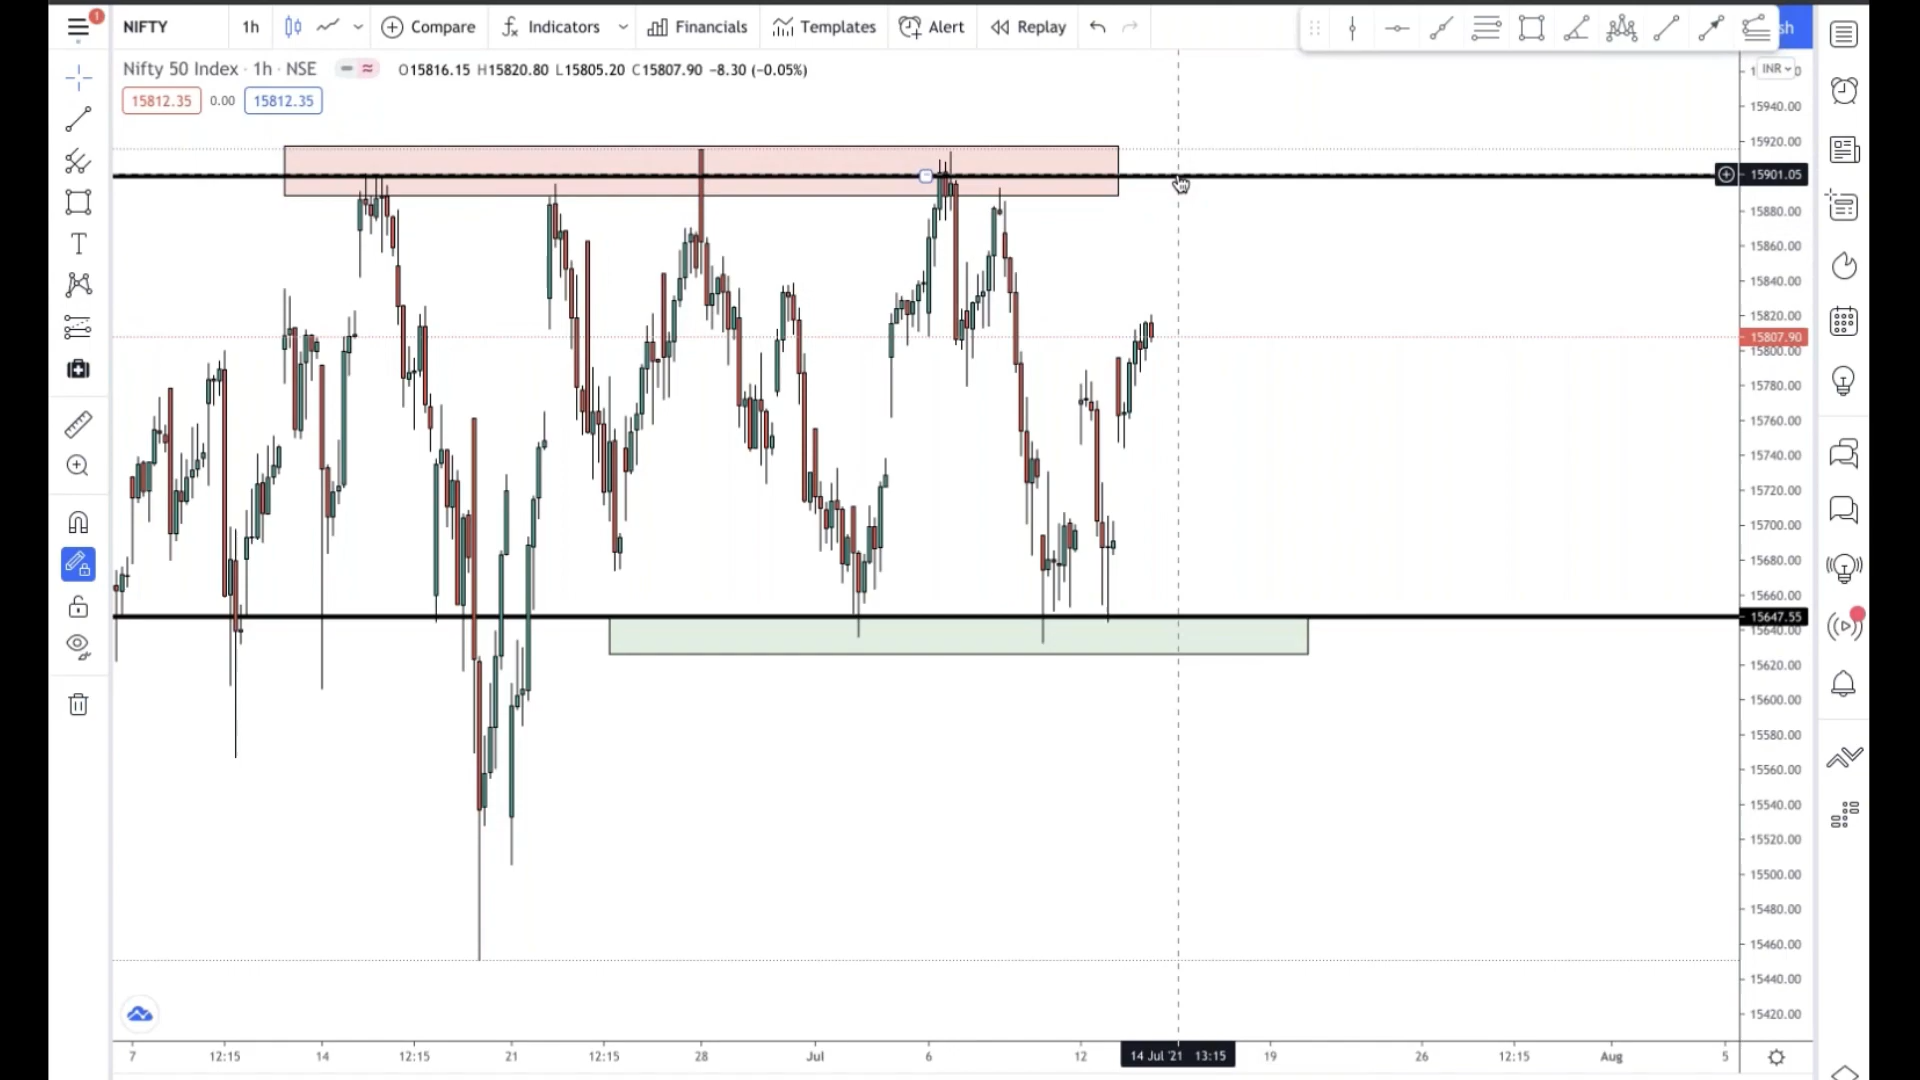 1
NIFTY
1h
Compare
Indicators
Financials
Templates
Alert
Replay
sh
Nifty 50 Index · 1h · NSE
O15816.15 H15820.80 L15805.20 C15807.90 −8.30 (−0.05%)
15812.35 0.00 15812.35
INR
15940.00
15920.00
15901.05
15880.00
15860.00
15840.00
15820.00
15807.90
15800.00
15780.00
15760.00
15740.00
15720.00
15700.00
15680.00
15660.00
15647.55
15640.00
15620.00
15600.00
15580.00
15560.00
15540.00
15520.00
15500.00
15480.00
15460.00
15440.00
15420.00
7 12:15 14 12:15 21 12:15 28 Jul 6 12 14 Jul '21 13:15 19 26 12:15 Aug 5